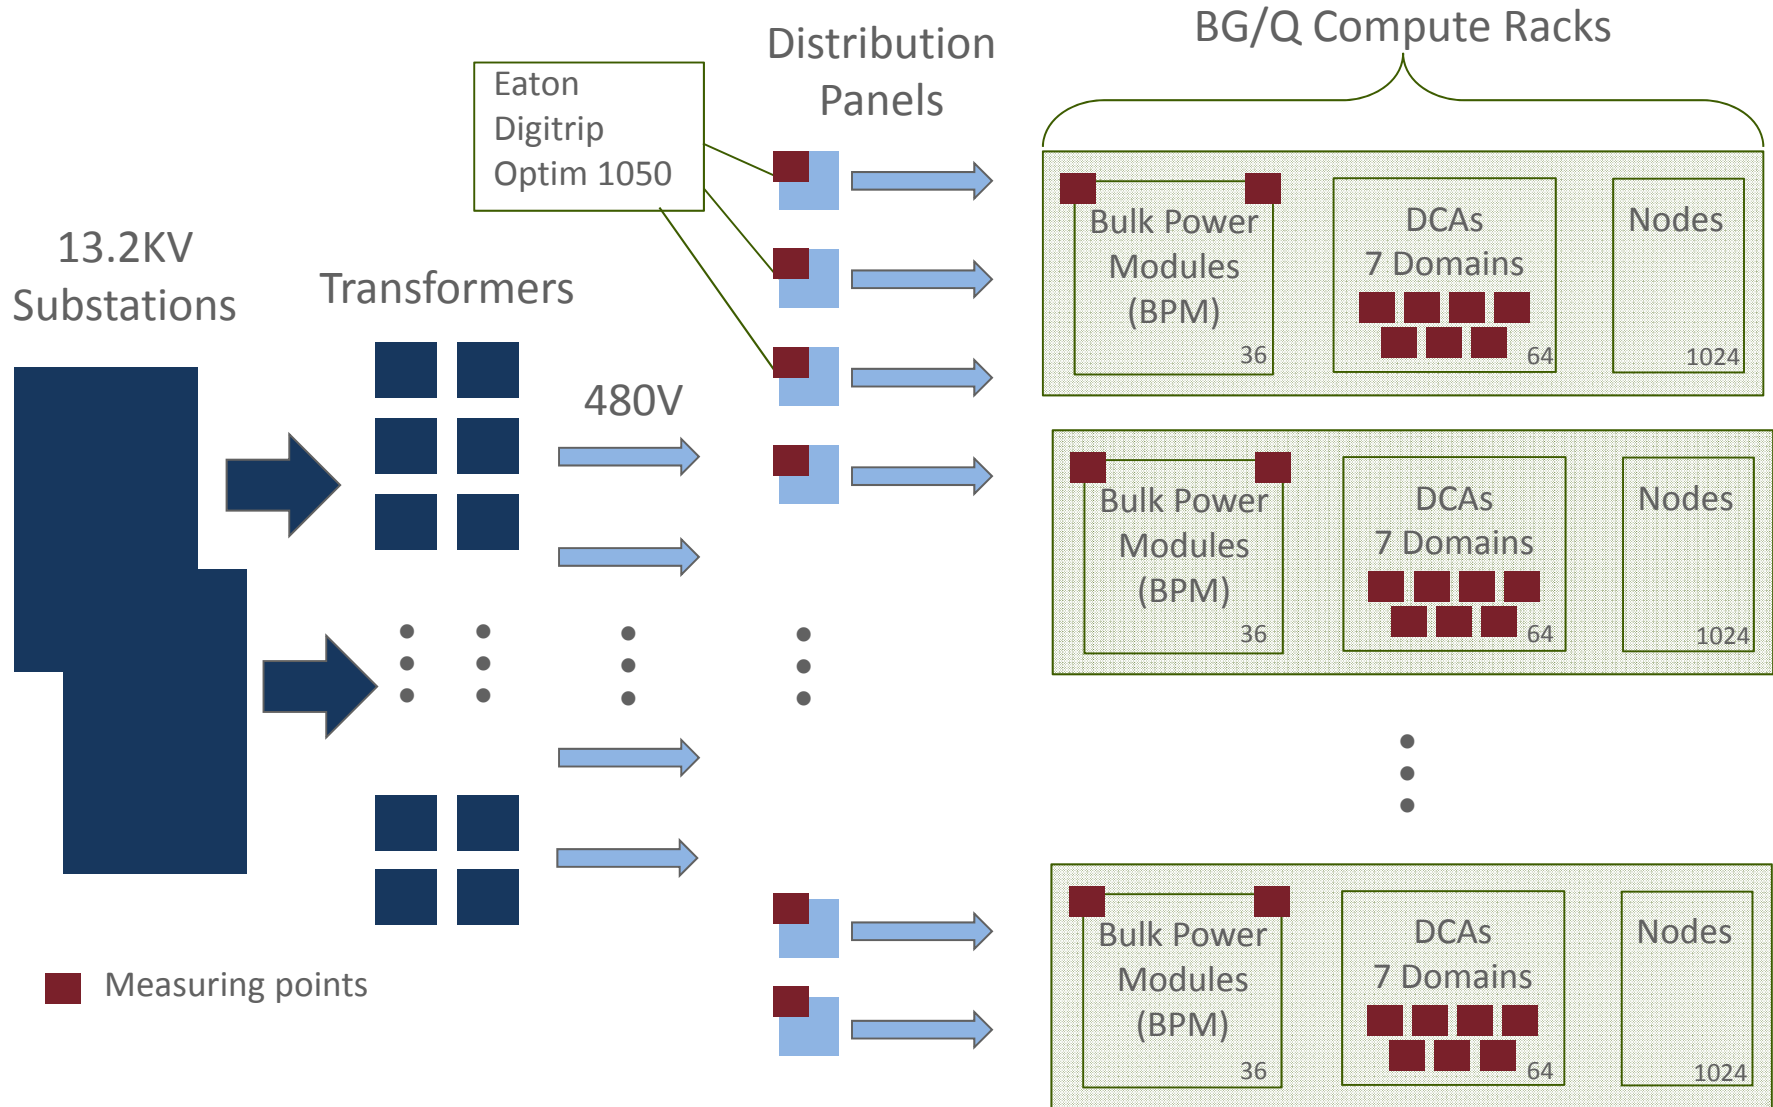 BG/Q Compute Racks
Distribution
Panels
Eaton
Digitrip
Optim 1050
13.2KV
Substations
Transformers
480V
Bulk Power
Modules
(BPM)
36
DCAs
7 Domains
64
Nodes
1024
Bulk Power
Modules
(BPM)
36
DCAs
7 Domains
64
Nodes
1024
Bulk Power
Modules
(BPM)
36
DCAs
7 Domains
64
Nodes
1024
Measuring points